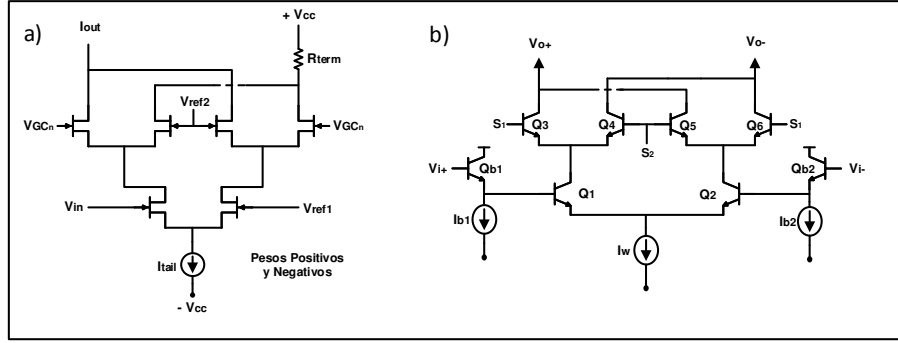 a)
Iout
+ Vcc
Rterm
Vref2
VGCn
VGCn
Vin
Vref1
Itail
Pesos Positivos
y Negativos
- Vcc
b)
Vo+
Vo-
S1
Q3
Q4
Q5
Q6
S1
S2
Vi+
Qb1
Qb2
Vi-
Q1
Q2
Ib1
Iw
Ib2